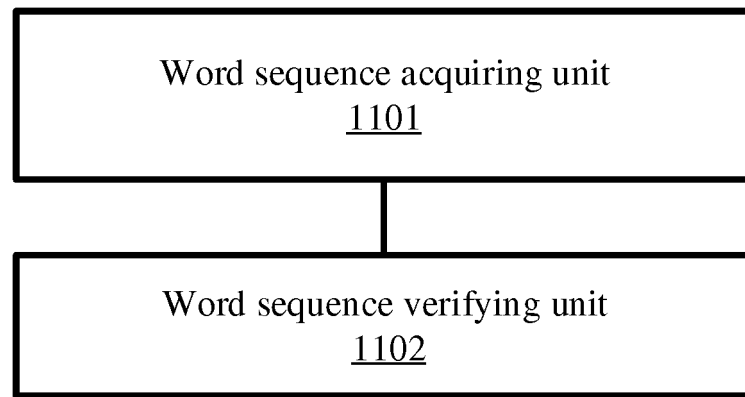 Word sequence acquiring unit
1101
Word sequence verifying unit
1102